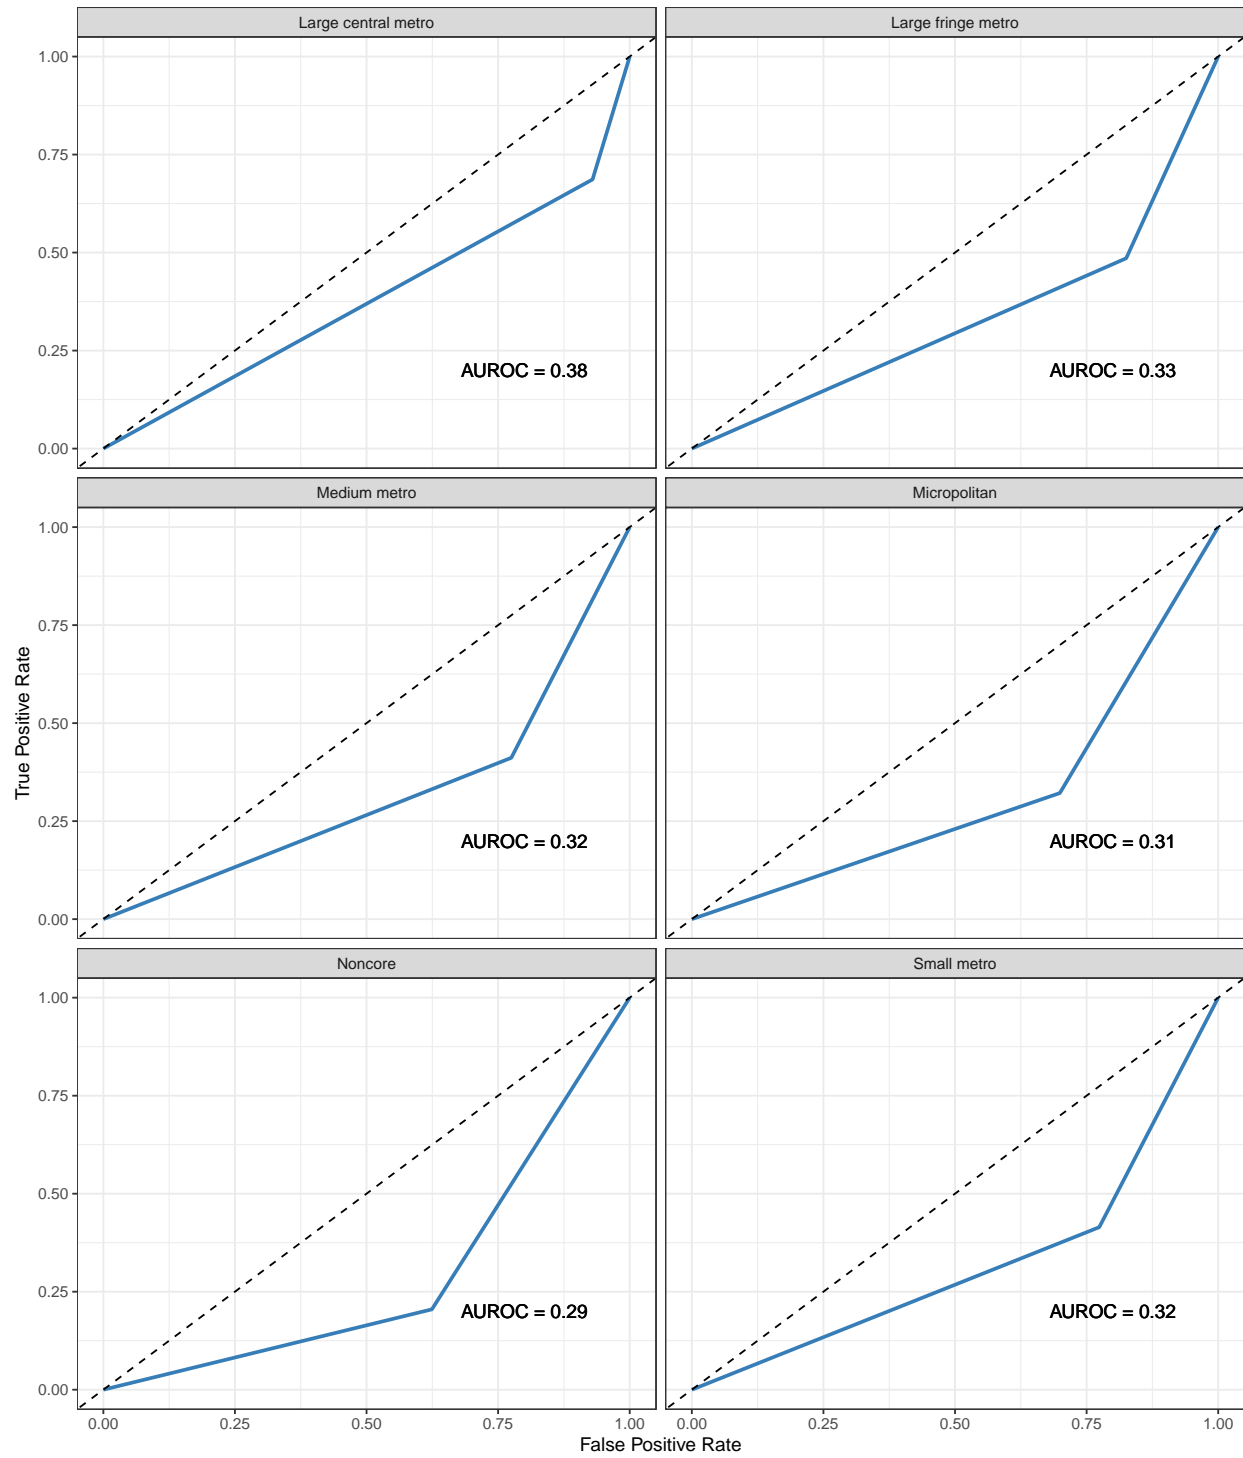 Large central metro
Large fringe metro
1.00
0.75
0.50
0.25
0.00
AUROC = 0.38
AUROC = 0.33
Medium metro
Micropolitan
1.00
0.75
0.50
0.25
0.00
AUROC = 0.32
AUROC = 0.31
True Positive Rate
Noncore
Small metro
1.00
0.75
0.50
0.25
0.00
AUROC = 0.29
AUROC = 0.32
0.00 0.25 0.50 0.75 1.00
0.00 0.25 0.50 0.75 1.00
False Positive Rate